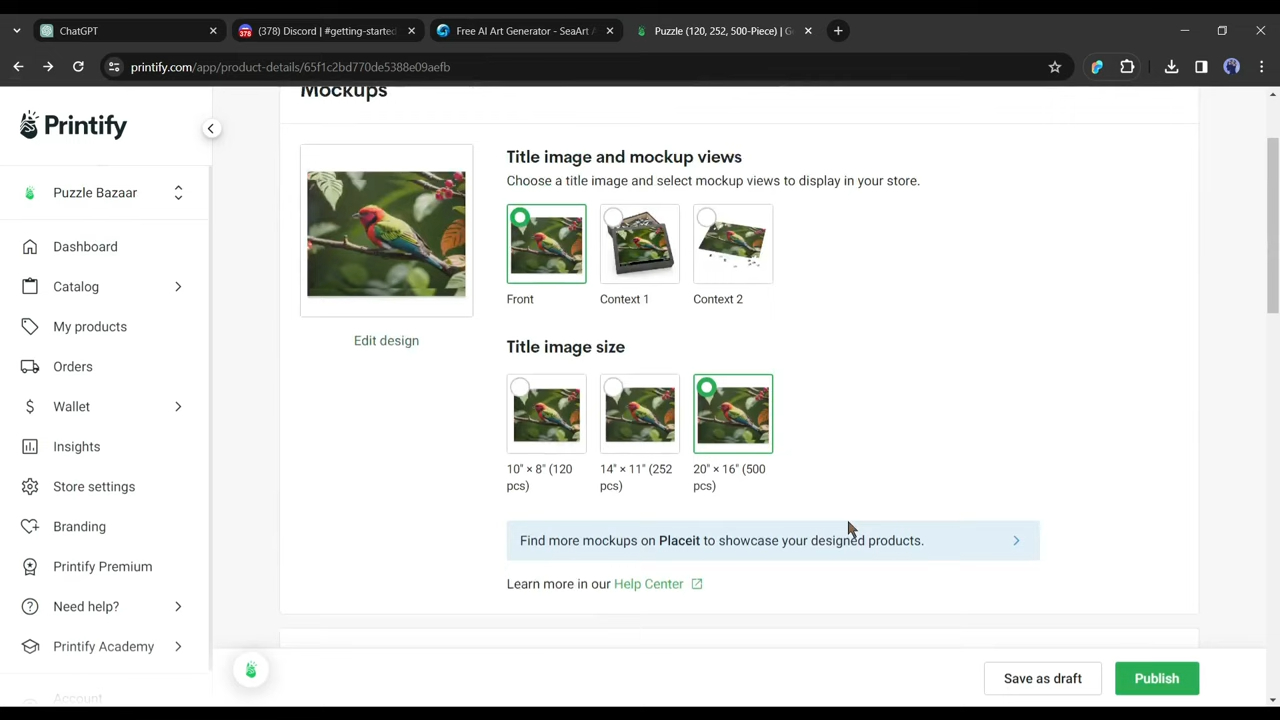 ChatGPT
(378) Discord | #getting-started
Free AI Art Generator - SeaArt A
Puzzle (120, 252, 500-Piece) | Ge
printify.com/app/product-details/65f1c2bd770de5388e09aefb
Printify
Puzzle Bazaar
Dashboard
Catalog
My products
Orders
Wallet
Insights
Store settings
Branding
Printify Premium
Need help?
Printify Academy
Account
Mockups
Edit design
Title image and mockup views
Choose a title image and select mockup views to display in your store.
Front
Context 1
Context 2
Title image size
10" × 8" (120 pcs)
14" × 11" (252 pcs)
20" × 16" (500 pcs)
Find more mockups on Placeit to showcase your designed products.
Learn more in our Help Center
Save as draft
Publish